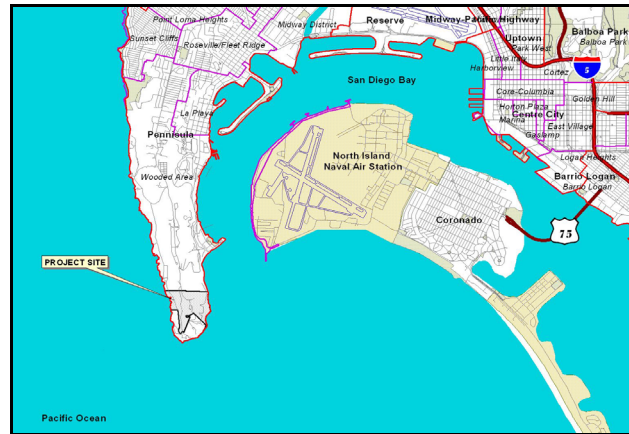 Point Loma Heights
Midway District
Reserve
Uptown
Balboa Park
Balboa Park
Sunset Cliffs
Roseville/Fleet Ridge
Park West
Little Italy
Harborview
Cortez
5
San Diego Bay
Core-Columbia
Golden Hill
Horton Plaza
Centre City
Marina
East Village
Gaslamp
La Playa
Peninsula
North Island
Naval Air Station
Logan Heights
Barrio Logan
Barrio Logan
Wooded Area
Coronado
75
PROJECT SITE
Pacific Ocean